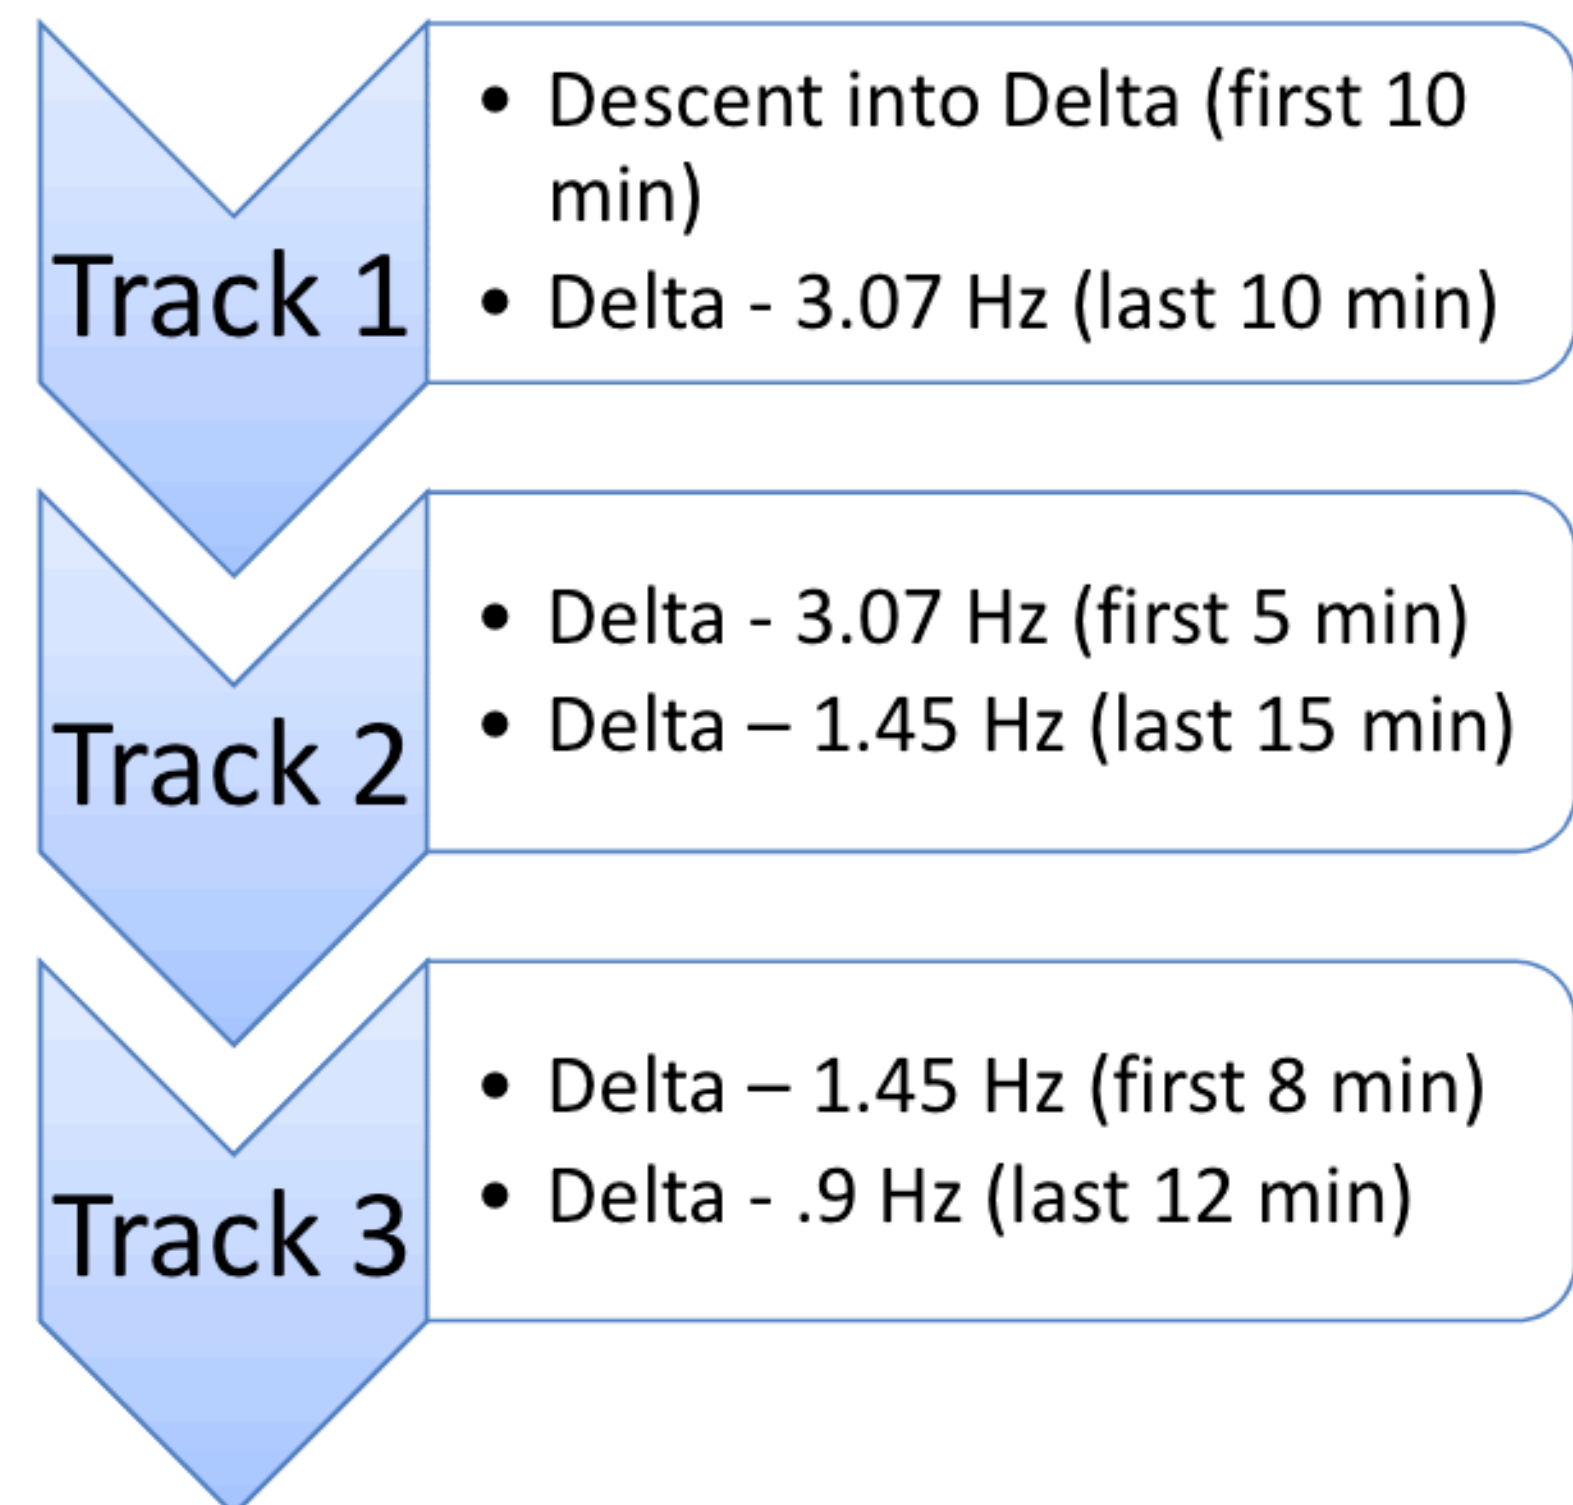 Track 1
• Descent into Delta (first 10
min)
• Delta - 3.07 Hz (last 10 min)
Track 2
• Delta - 3.07 Hz (first 5 min)
• Delta – 1.45 Hz (last 15 min)
Track 3
• Delta – 1.45 Hz (first 8 min)
• Delta - .9 Hz (last 12 min)